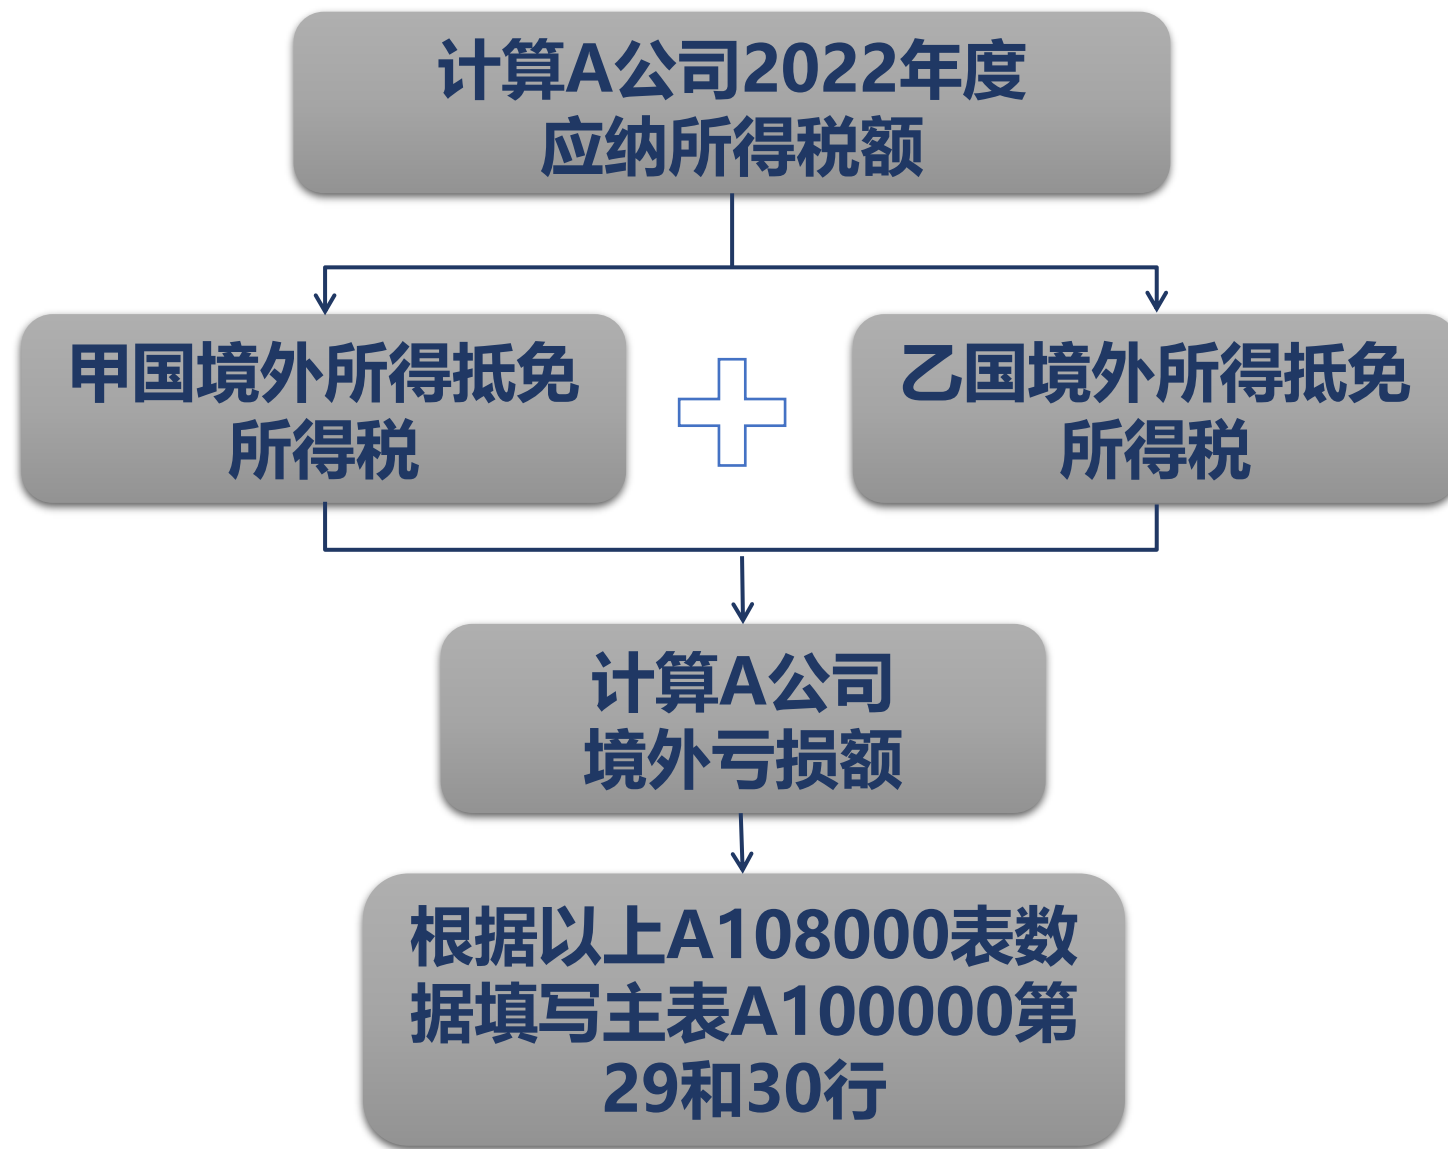 计算A公司2022年度
应纳所得税额
甲国境外所得抵免
所得税
乙国境外所得抵免
所得税
计算A公司
境外亏损额
根据以上A108000表数
据填写主表A100000第
29和30行